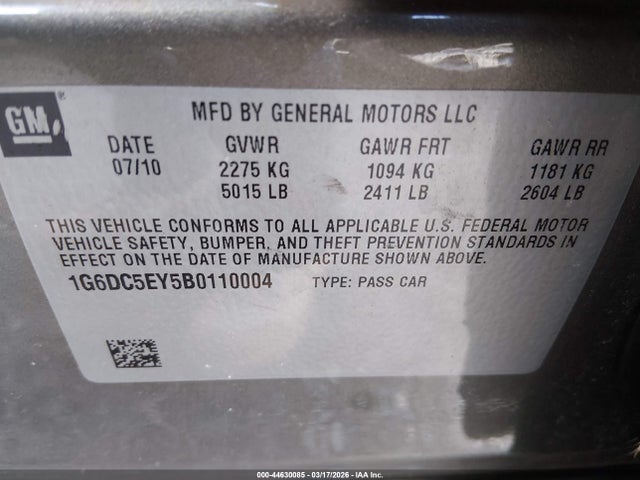 GM®
MFD BY GENERAL MOTORS LLC
DATE GVWR GAWR FRT GAWR RR
07/10 2275 KG 1094 KG 1181 KG
5015 LB 2411 LB 2604 LB
THIS VEHICLE CONFORMS TO ALL APPLICABLE U.S. FEDERAL MOTOR
VEHICLE SAFETY, BUMPER, AND THEFT PREVENTION STANDARDS IN
EFFECT ON THE DATE OF MANUFACTURE SHOWN ABOVE.
1G6DC5EY5B0110004 TYPE: PASS CAR
000-44630085 - 03/17/2026 - IAA Inc.